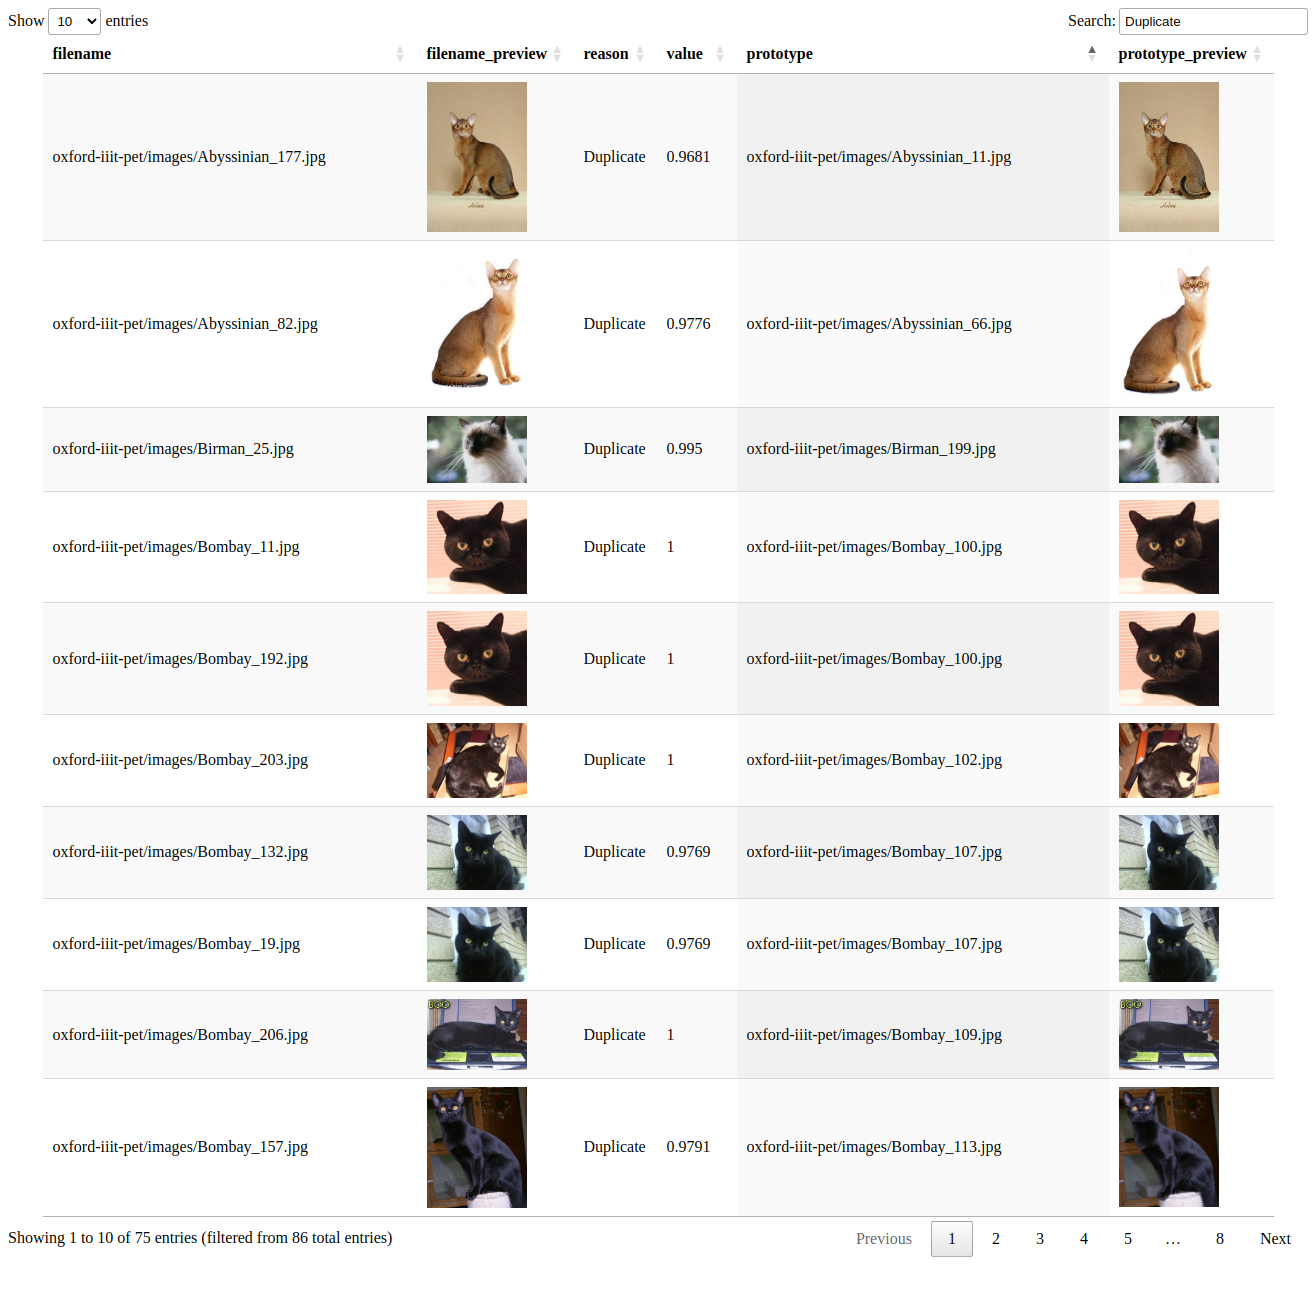 Show 10 entries Search: Duplicate
filename filename_preview reason value prototype prototype_preview
oxford-iiit-pet/images/Abyssinian_177.jpg Duplicate 0.9681 oxford-iiit-pet/images/Abyssinian_11.jpg
oxford-iiit-pet/images/Abyssinian_82.jpg Duplicate 0.9776 oxford-iiit-pet/images/Abyssinian_66.jpg
oxford-iiit-pet/images/Birman_25.jpg Duplicate 0.995 oxford-iiit-pet/images/Birman_199.jpg
oxford-iiit-pet/images/Bombay_11.jpg Duplicate 1 oxford-iiit-pet/images/Bombay_100.jpg
oxford-iiit-pet/images/Bombay_192.jpg Duplicate 1 oxford-iiit-pet/images/Bombay_100.jpg
oxford-iiit-pet/images/Bombay_203.jpg Duplicate 1 oxford-iiit-pet/images/Bombay_102.jpg
oxford-iiit-pet/images/Bombay_132.jpg Duplicate 0.9769 oxford-iiit-pet/images/Bombay_107.jpg
oxford-iiit-pet/images/Bombay_19.jpg Duplicate 0.9769 oxford-iiit-pet/images/Bombay_107.jpg
oxford-iiit-pet/images/Bombay_206.jpg Duplicate 1 oxford-iiit-pet/images/Bombay_109.jpg
oxford-iiit-pet/images/Bombay_157.jpg Duplicate 0.9791 oxford-iiit-pet/images/Bombay_113.jpg
Showing 1 to 10 of 75 entries (filtered from 86 total entries) Previous 1 2 3 4 5 … 8 Next